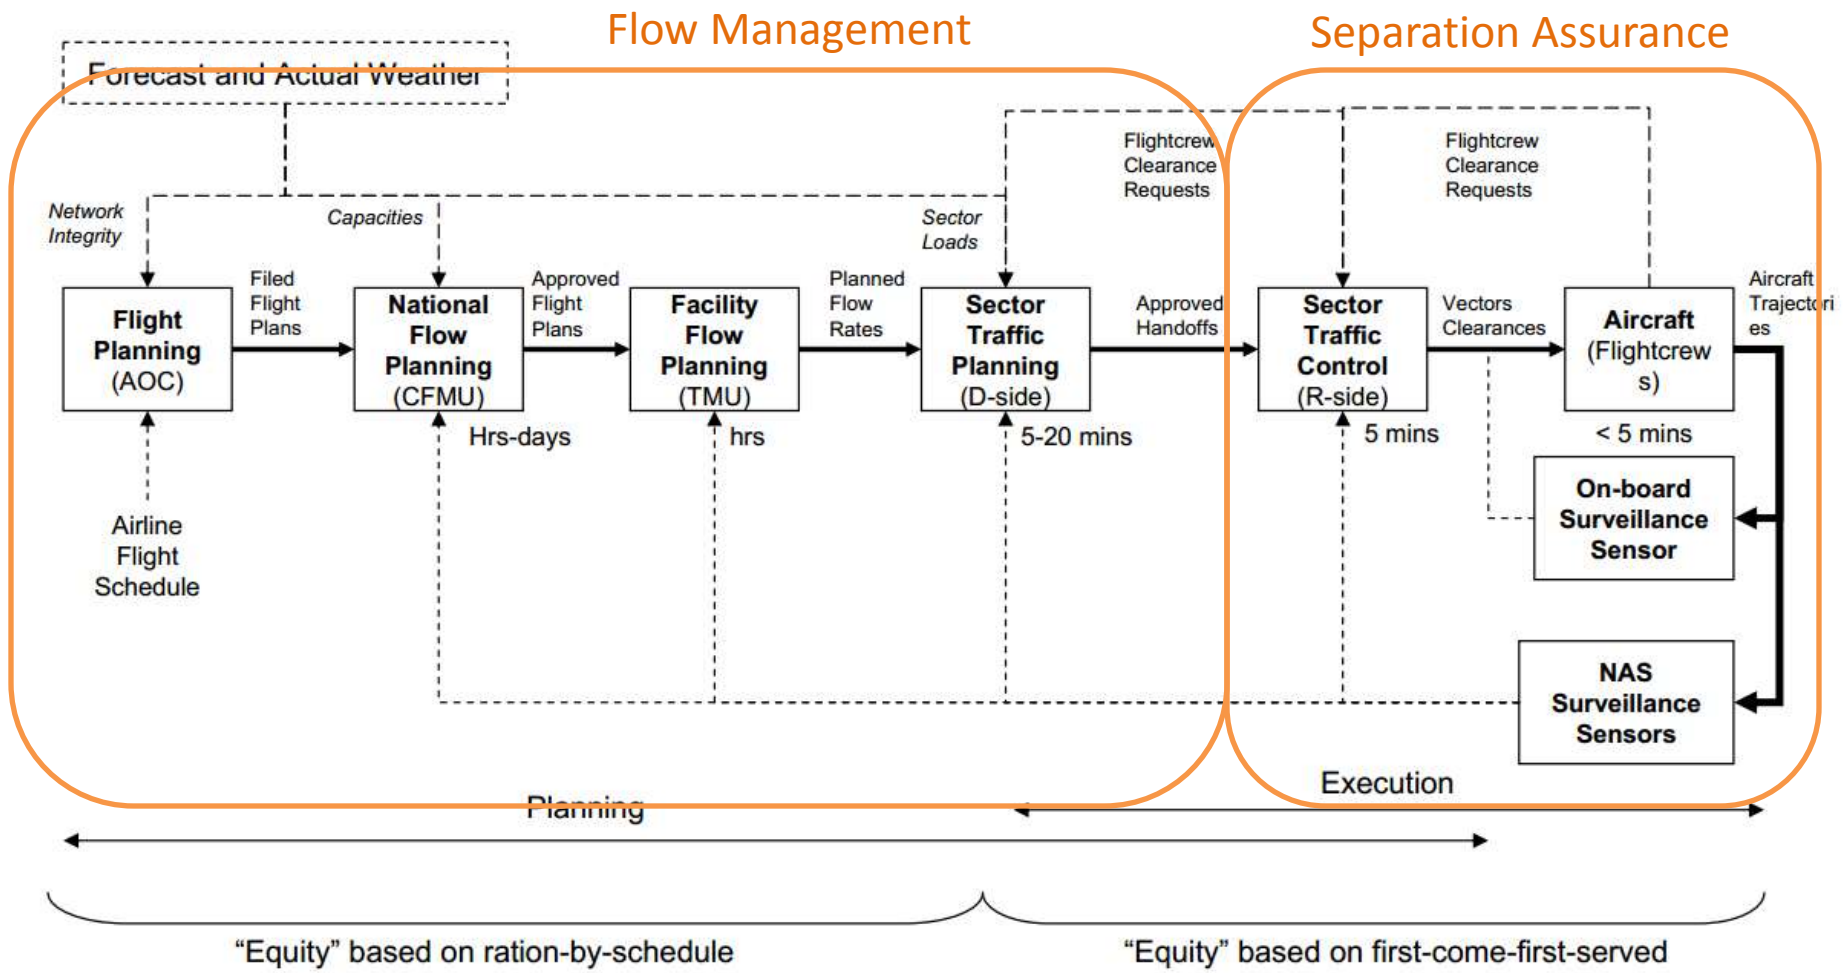 Flow Management
Separation Assurance
Forecast and Actual Weather
Flightcrew
Clearance
Requests
Flightcrew
Clearance
Requests
Network
Integrity
Capacities
Sector
Loads
Flight
Planning
(AOC)
Filed
Flight
Plans
National
Flow
Planning
(CFMU)
Approved
Flight
Plans
Facility
Flow
Planning
(TMU)
Planned
Flow
Rates
Sector
Traffic
Planning
(D-side)
Approved
Handoffs
Sector
Traffic
Control
(R-side)
Vectors
Clearances
Aircraft
(Flightcrew
s)
Aircraft
Trajectori
es
Hrs-days
hrs
5-20 mins
5 mins
< 5 mins
Airline
Flight
Schedule
On-board
Surveillance
Sensor
NAS
Surveillance
Sensors
Execution
Planning
“Equity” based on ration-by-schedule
“Equity” based on first-come-first-served